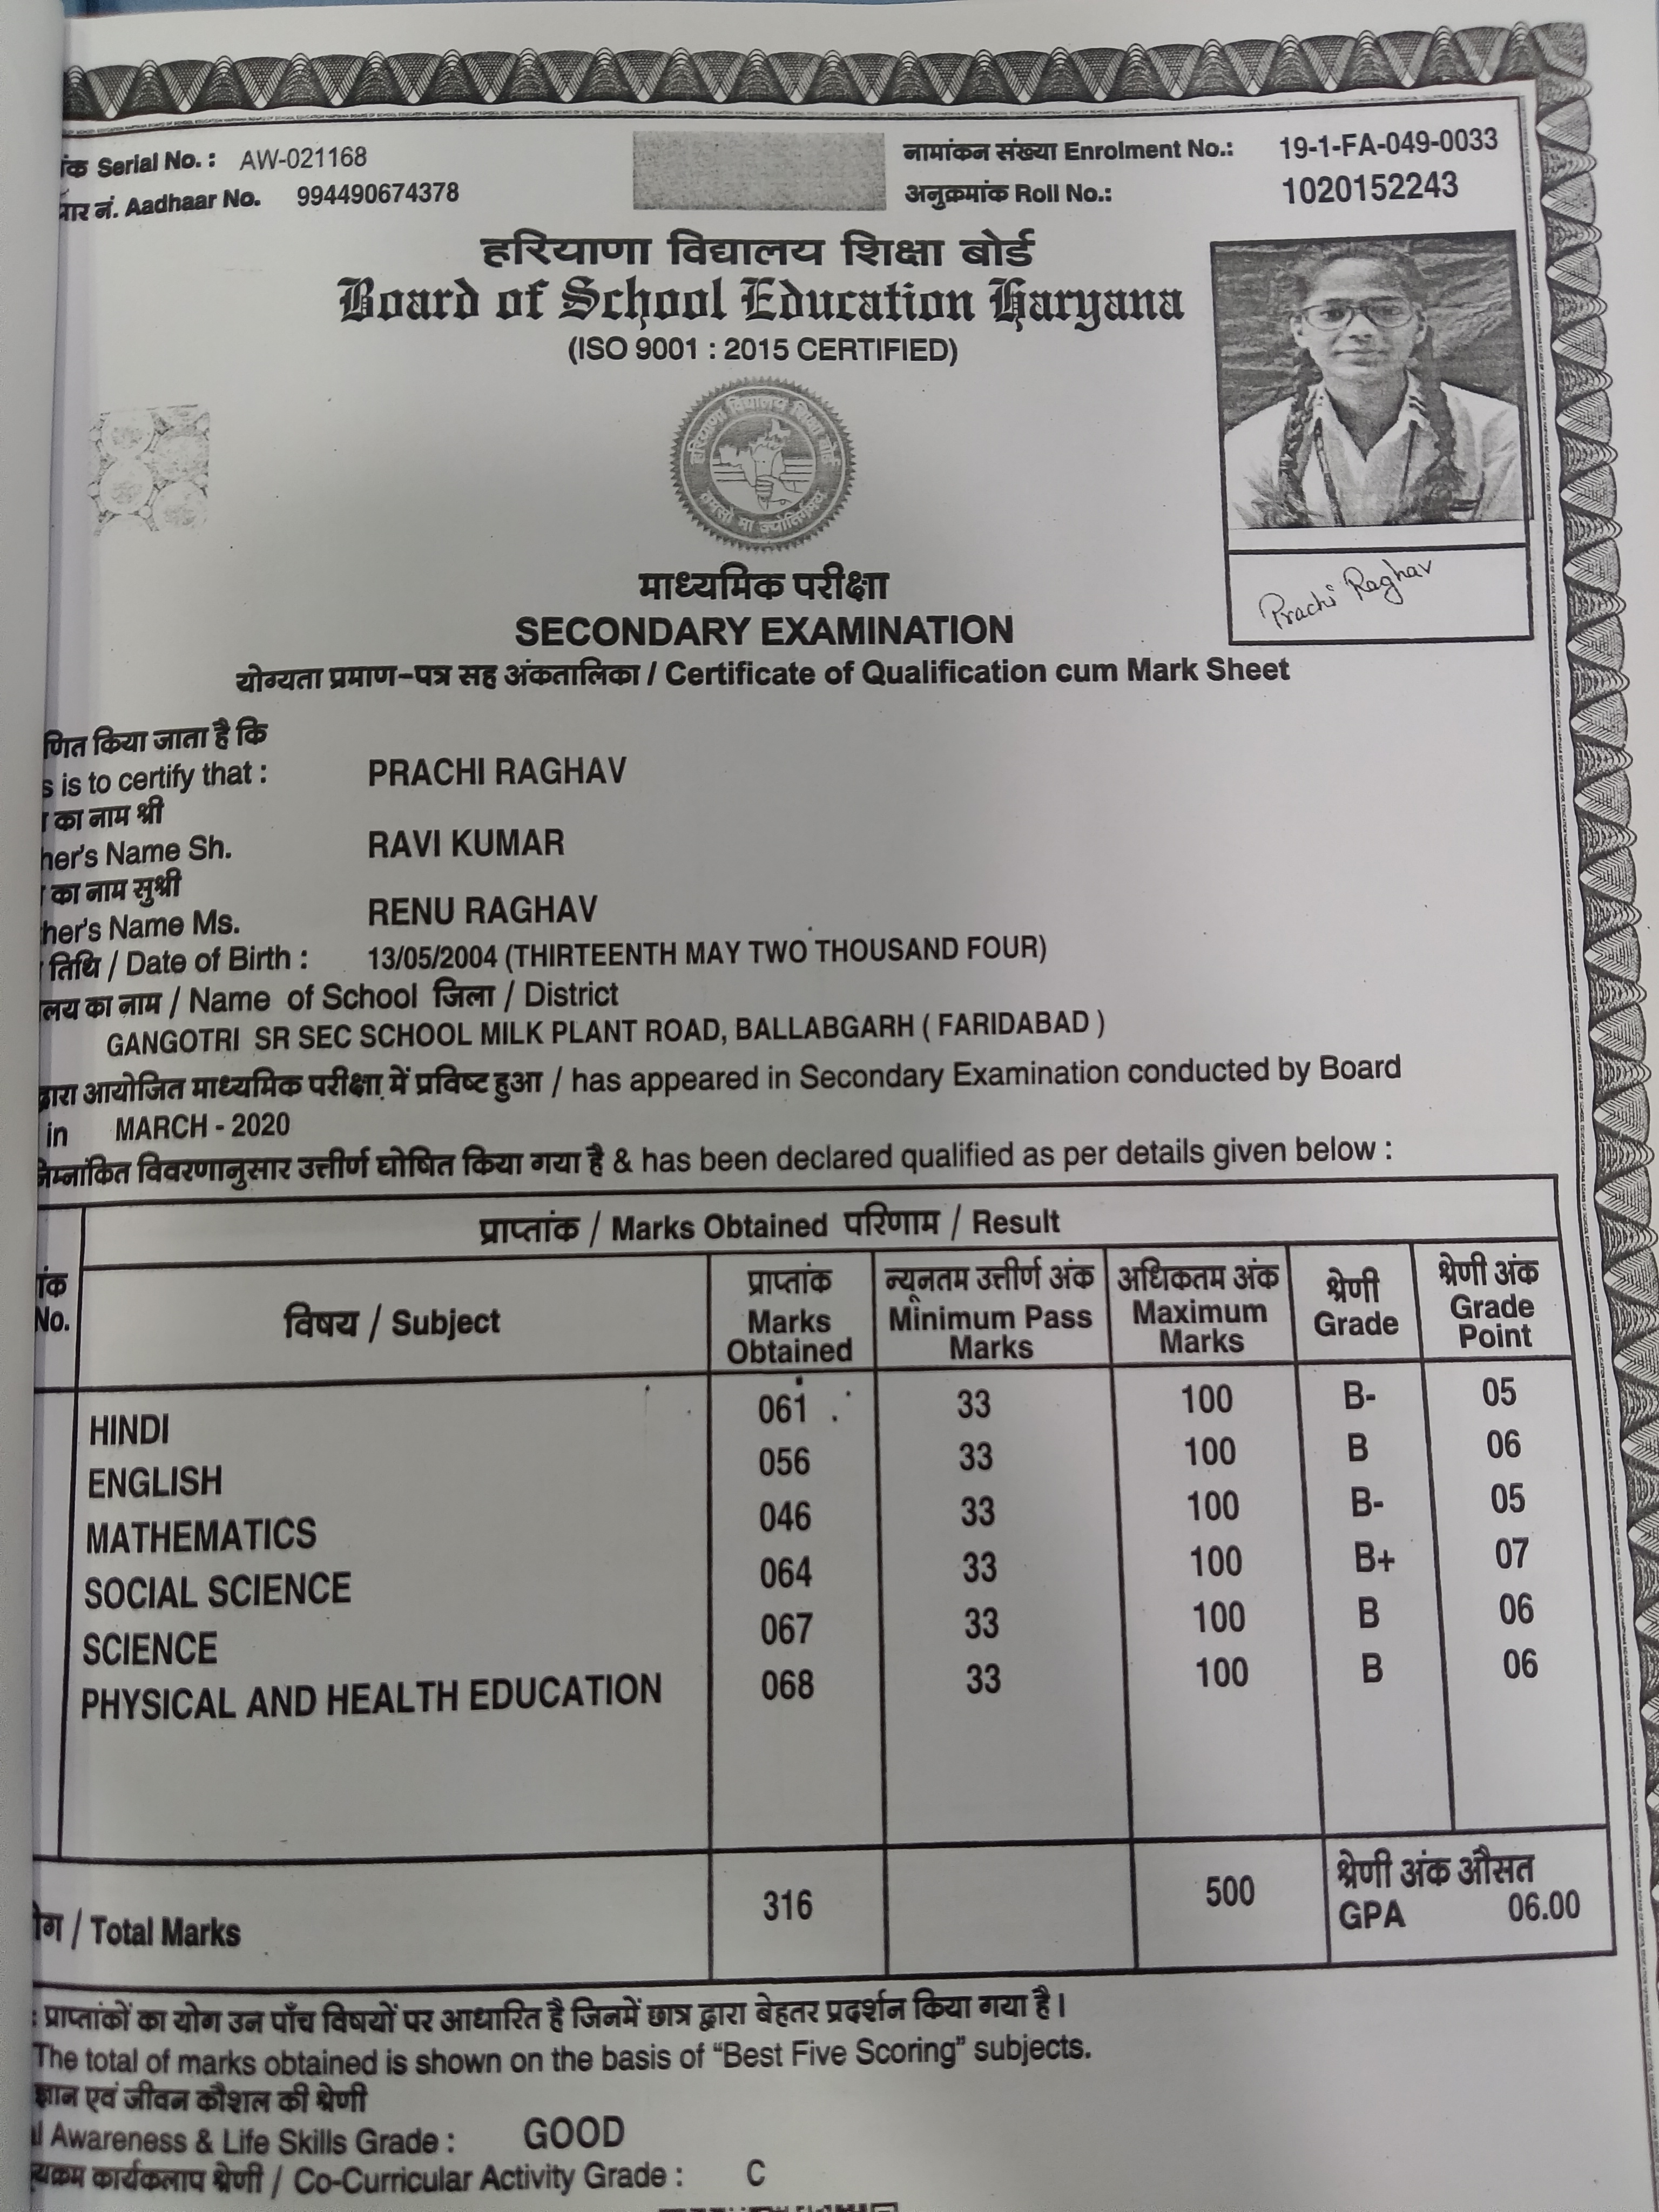 Serial No. : AW-021168
नामांकन संख्या Enrolment No.: 19-1-FA-049-0033
नं. Aadhaar No. 994490674378
अनुक्रमांक Roll No.: 1020152243
हरियाणा विद्यालय शिक्षा बोर्ड
Board of School Education Haryana
(ISO 9001 : 2015 CERTIFIED)
हरियाणा विद्यालय शिक्षा बोर्ड
तमसो मा ज्योतिर्गमय
Prachi Raghav
माध्यमिक परीक्षा
SECONDARY EXAMINATION
योग्यता प्रमाण-पत्र सह अंकतालिका / Certificate of Qualification cum Mark Sheet
णित किया जाता है कि
s is to certify that : PRACHI RAGHAV
का नाम श्री
her's Name Sh. RAVI KUMAR
का नाम सुश्री
her's Name Ms. RENU RAGHAV
तिथि / Date of Birth : 13/05/2004 (THIRTEENTH MAY TWO THOUSAND FOUR)
लय का नाम / Name of School जिला / District
GANGOTRI SR SEC SCHOOL MILK PLANT ROAD, BALLABGARH ( FARIDABAD )
द्वारा आयोजित माध्यमिक परीक्षा में प्रविष्ट हुआ / has appeared in Secondary Examination conducted by Board
in MARCH - 2020
निम्नांकित विवरणानुसार उत्तीर्ण घोषित किया गया है & has been declared qualified as per details given below :
प्राप्तांक / Marks Obtained परिणाम / Result
ांक No.
विषय / Subject
प्राप्तांक Marks Obtained
न्यूनतम उत्तीर्ण अंक Minimum Pass Marks
अधिकतम अंक Maximum Marks
श्रेणी Grade
श्रेणी अंक Grade Point
HINDI 061 33 100 B- 05
ENGLISH 056 33 100 B 06
MATHEMATICS 046 33 100 B- 05
SOCIAL SCIENCE 064 33 100 B+ 07
SCIENCE 067 33 100 B 06
PHYSICAL AND HEALTH EDUCATION 068 33 100 B 06
ोग / Total Marks 316 500 श्रेणी अंक औसत
GPA 06.00
: प्राप्तांकों का योग उन पाँच विषयों पर आधारित है जिनमें छात्र द्वारा बेहतर प्रदर्शन किया गया है।
The total of marks obtained is shown on the basis of “Best Five Scoring” subjects.
ज्ञान एवं जीवन कौशल की श्रेणी
l Awareness & Life Skills Grade : GOOD
यक्रम कार्यकलाप श्रेणी / Co-Curricular Activity Grade : C